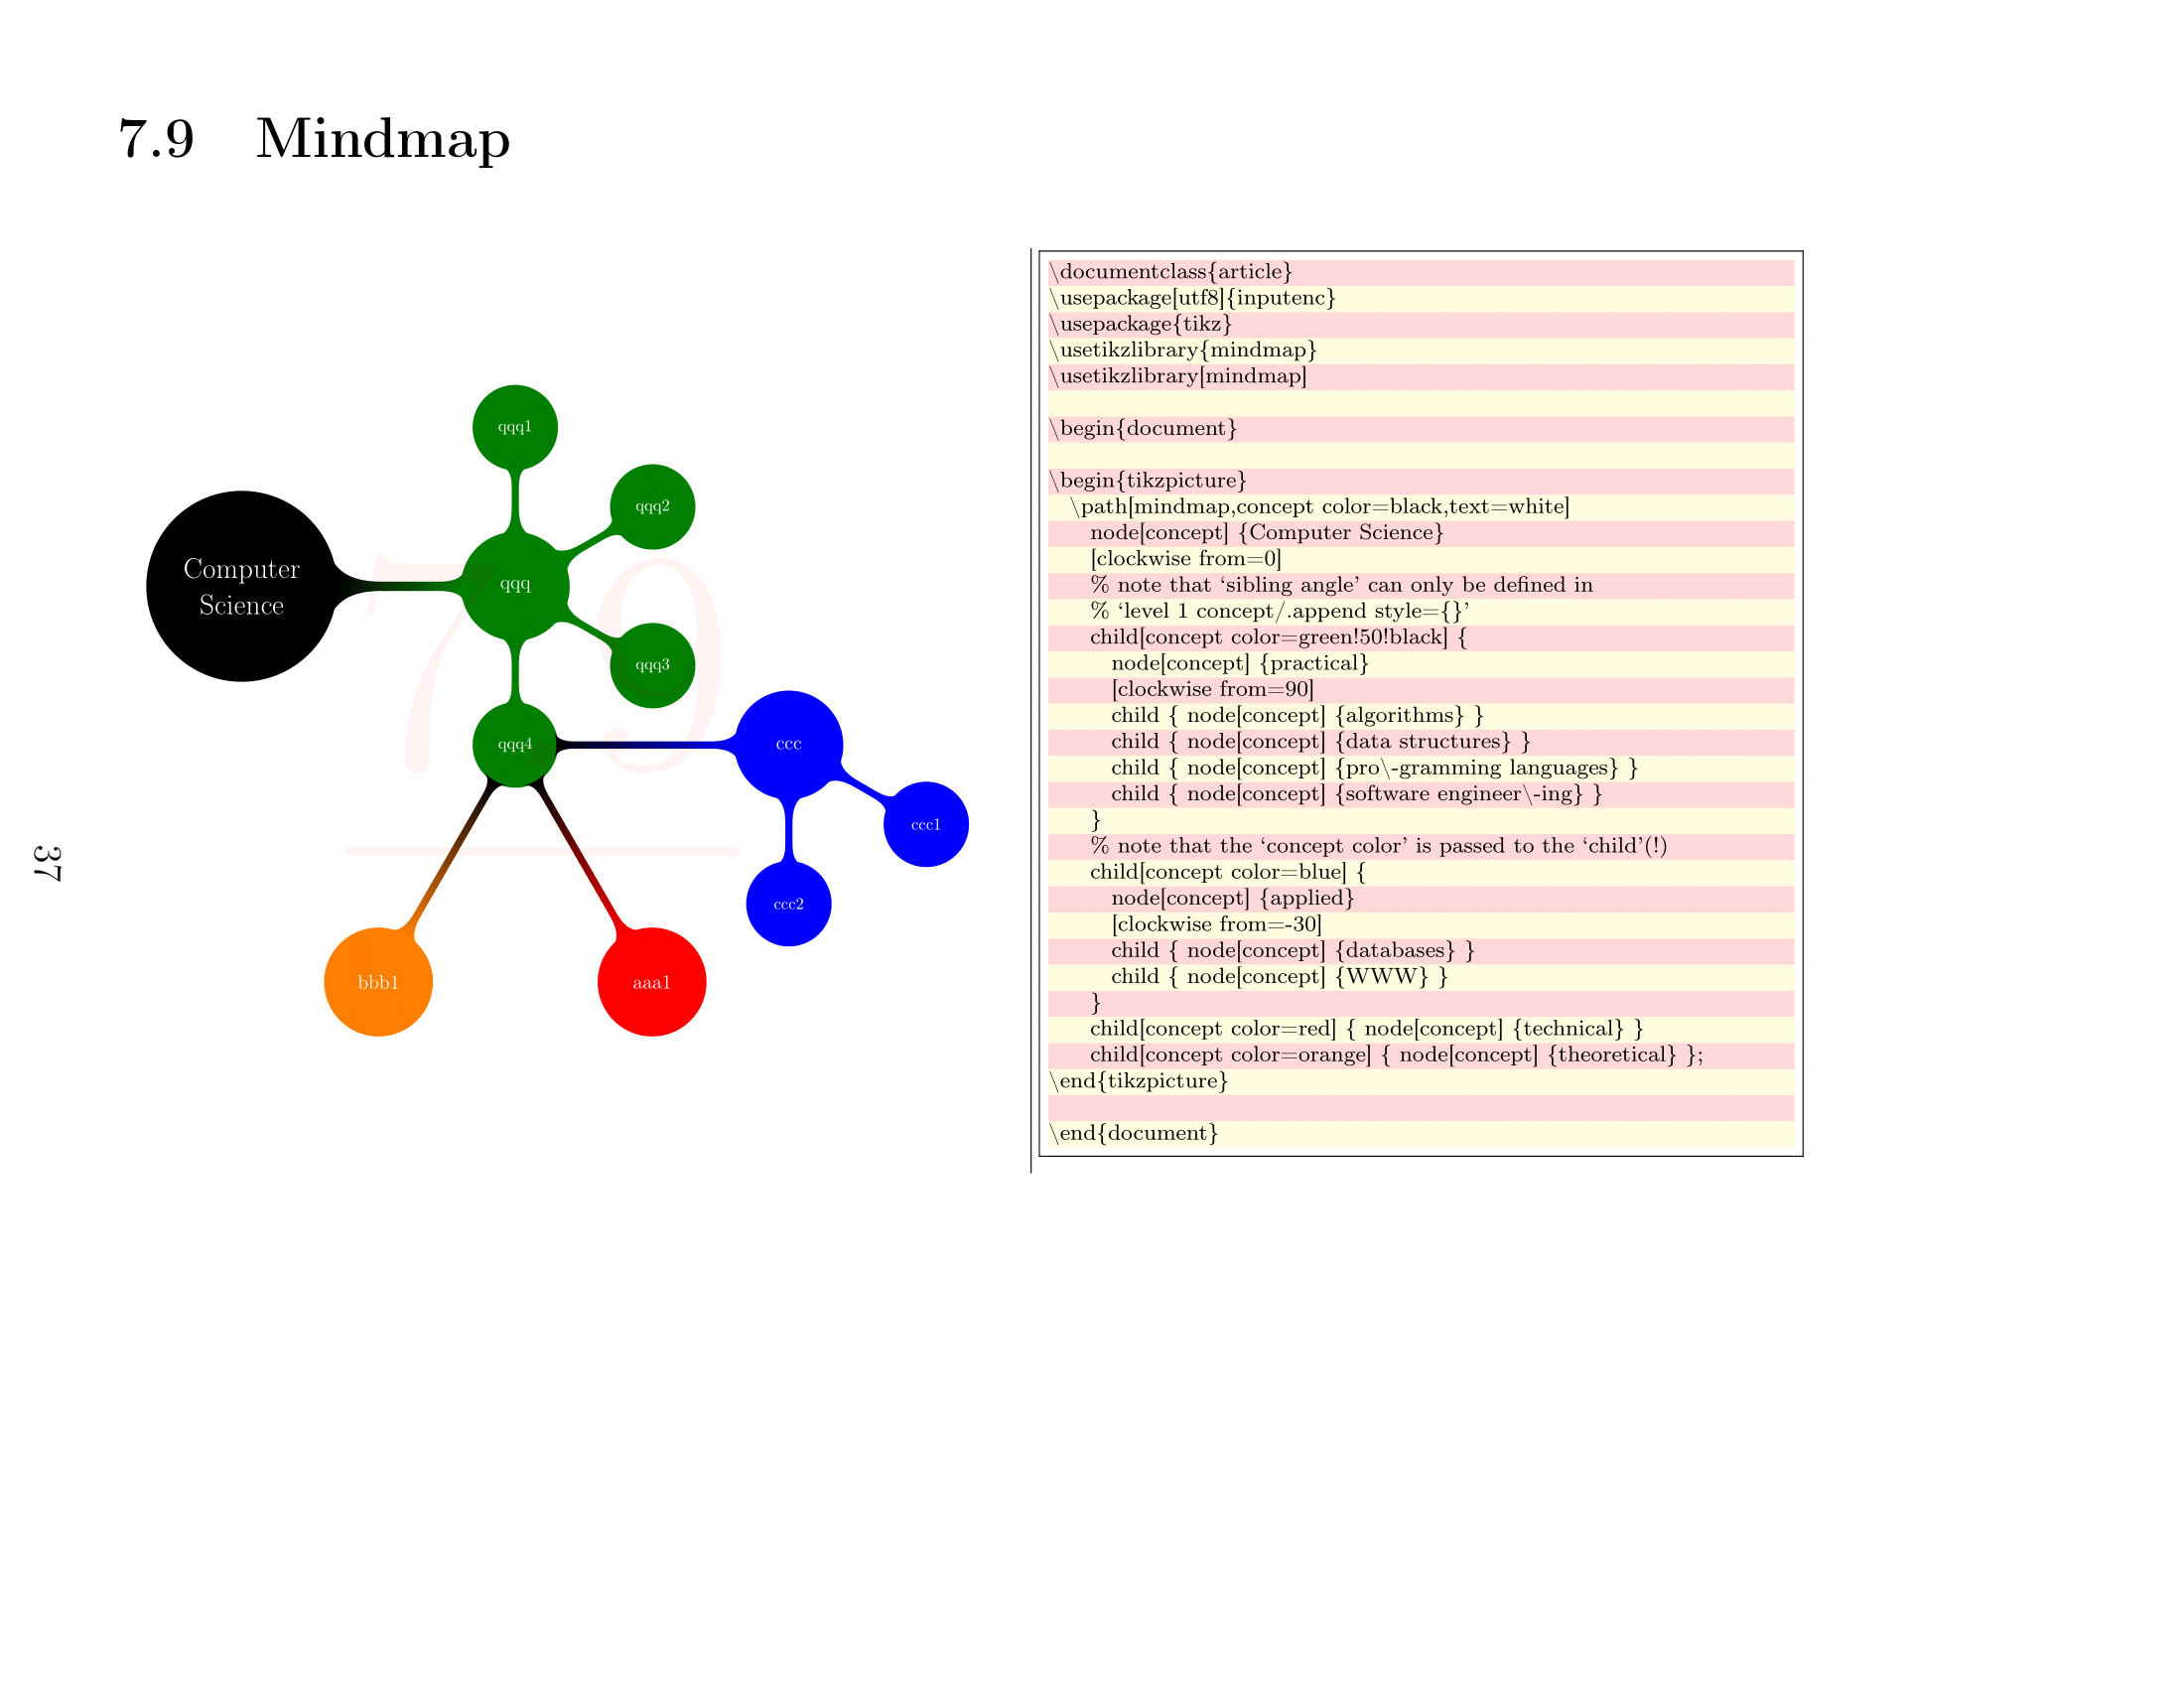 7.9 Mindmap
Computer
Science
qqq
qqq1
qqq2
qqq3
qqq4
ccc
ccc1
ccc2
bbb1
aaa1
7.9
37
\documentclass{article}
\usepackage[utf8]{inputenc}
\usepackage{tikz}
\usetikzlibrary{mindmap}
\usetikzlibrary[mindmap]
\begin{document}
\begin{tikzpicture}
\path[mindmap,concept color=black,text=white]
node[concept] {Computer Science}
[clockwise from=0]
% note that ‘sibling angle’ can only be defined in
% ‘level 1 concept/.append style={}’
child[concept color=green!50!black] {
node[concept] {practical}
[clockwise from=90]
child { node[concept] {algorithms} }
child { node[concept] {data structures} }
child { node[concept] {pro\-gramming languages} }
child { node[concept] {software engineer\-ing} }
}
% note that the ‘concept color’ is passed to the ‘child’(!)
child[concept color=blue] {
node[concept] {applied}
[clockwise from=-30]
child { node[concept] {databases} }
child { node[concept] {WWW} }
}
child[concept color=red] { node[concept] {technical} }
child[concept color=orange] { node[concept] {theoretical} };
\end{tikzpicture}
\end{document}